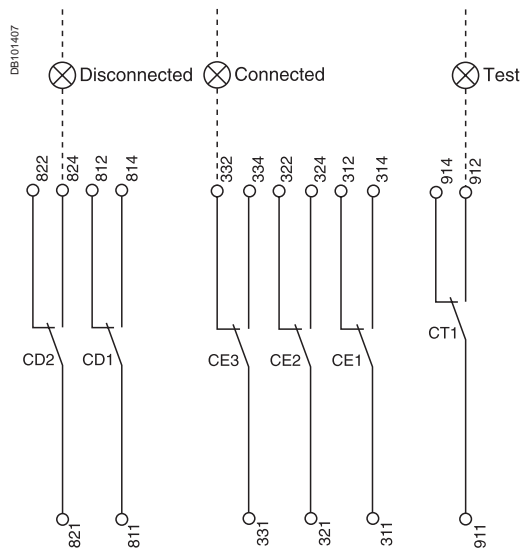 DB101407
Disconnected
Connected
Test
822
824
812
814
332
334
322
324
312
314
914
912
CD2
CD1
CE3
CE2
CE1
CT1
821
811
331
321
311
911